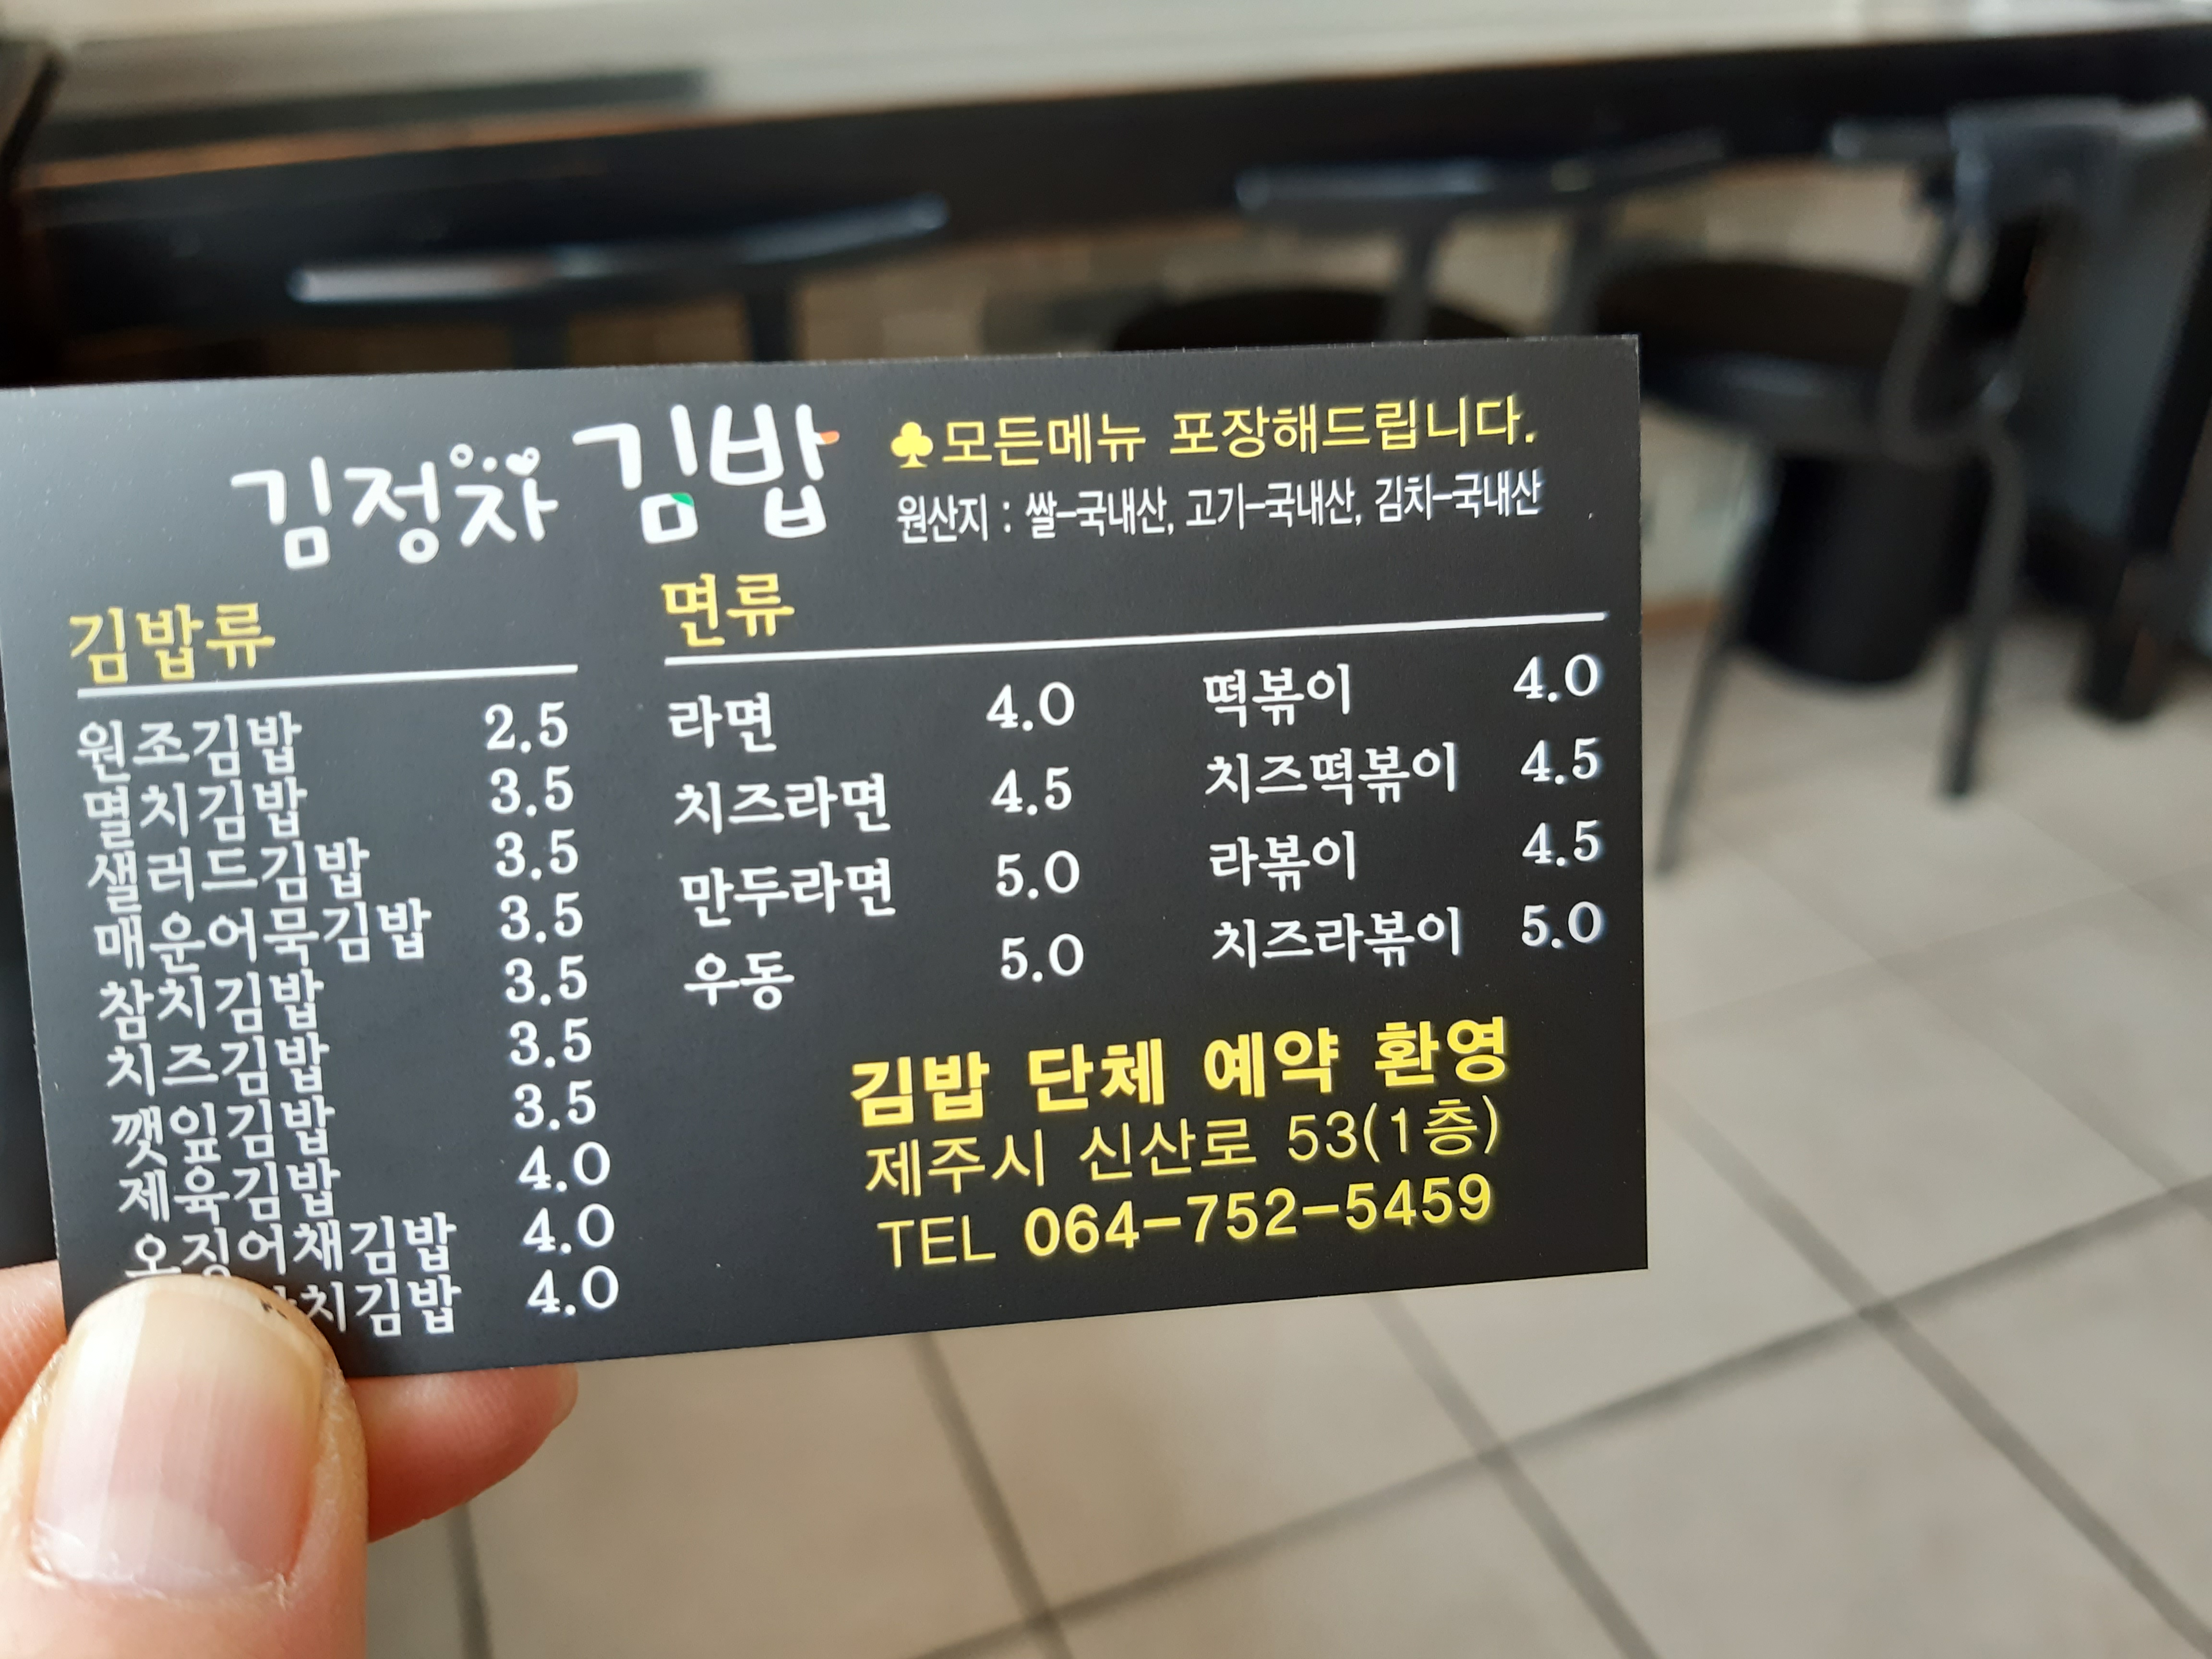 김정자 김밥
♣모든메뉴 포장해드립니다.
원산지 : 쌀-국내산, 고기-국내산, 김치-국내산
김밥류
원조김밥 2.5
멸치김밥 3.5
샐러드김밥 3.5
매운어묵김밥 3.5
참치김밥 3.5
치즈김밥 3.5
깻잎김밥 3.5
제육김밥 4.0
오징어채김밥 4.0
4.0
면류
라면 4.0
치즈라면 4.5
만두라면 5.0
우동 5.0
떡볶이 4.0
치즈떡볶이 4.5
라볶이 4.5
치즈라볶이 5.0
김밥 단체 예약 환영
제주시 신산로 53(1층)
TEL 064-752-5459